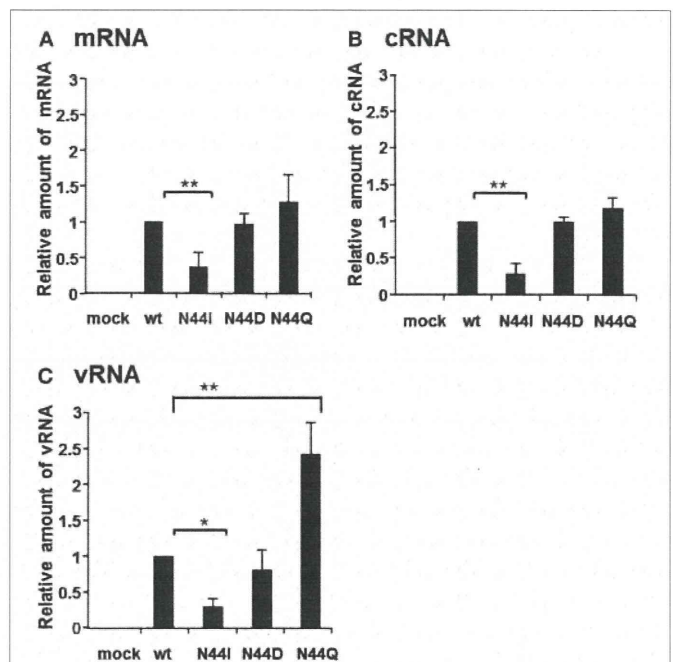 A mRNA
Relative amount of mRNA
3
2.5
2
1.5
1
0.5
0
**
mock wt N44I N44D N44Q
B cRNA
Relative amount of cRNA
3
2.5
2
1.5
1
0.5
0
**
mock wt N44I N44D N44Q
C vRNA
Relative amount of vRNA
3
2.5
2
1.5
1
0.5
0
**
*
mock wt N44I N44D N44Q